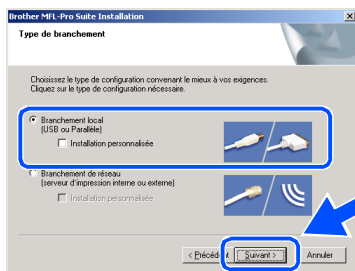 Brother MFL-Pro Suite Installation
Type de branchement
Choisissez le type de configuration convenant le mieux à vos exigences.
Cliquez sur le type de configuration nécessaire.
Branchement local
(USB ou Parallèle)
Installation personnalisée
Branchement de réseau
(serveur d'impression interne ou externe)
Installation personnalisée
< Précédent Suivant > Annuler